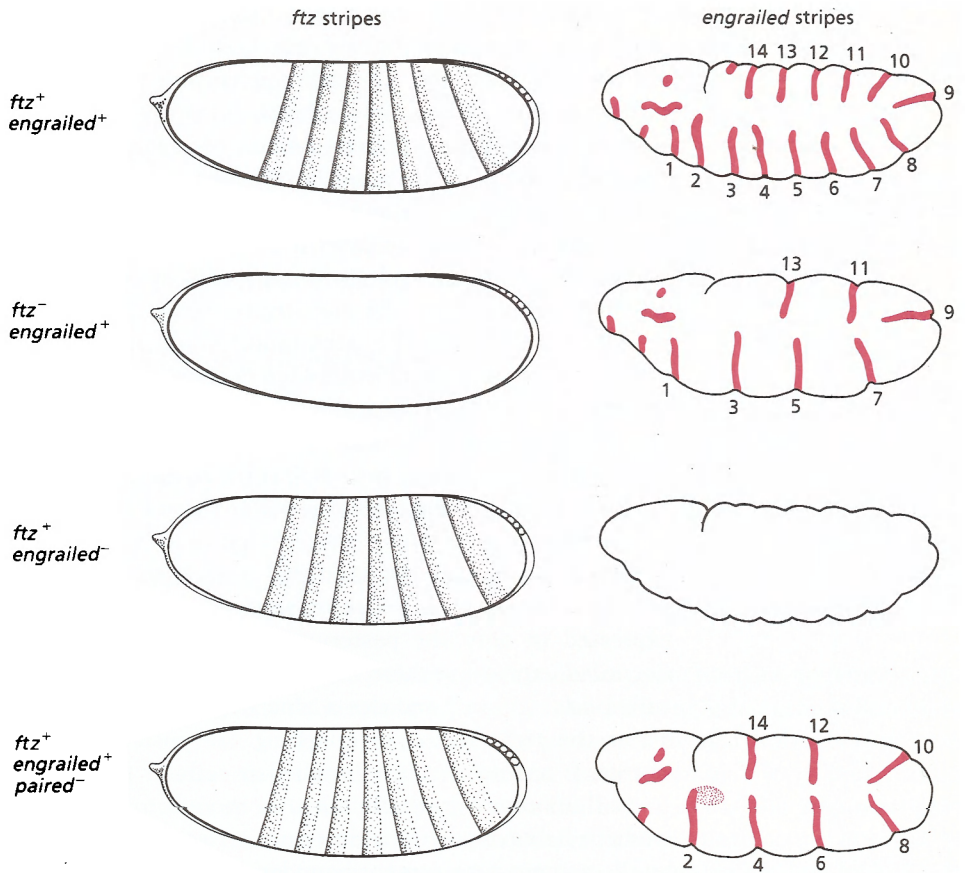 ftz stripes
engrailed stripes
ftz+
engrailed+
14 13 12 11 10
9
1 2 3 4 5 6 7 8
ftz−
engrailed+
13 11
9
1 3 5 7
ftz+
engrailed−
ftz+
engrailed+
paired−
14 12 10
2 4 6 8